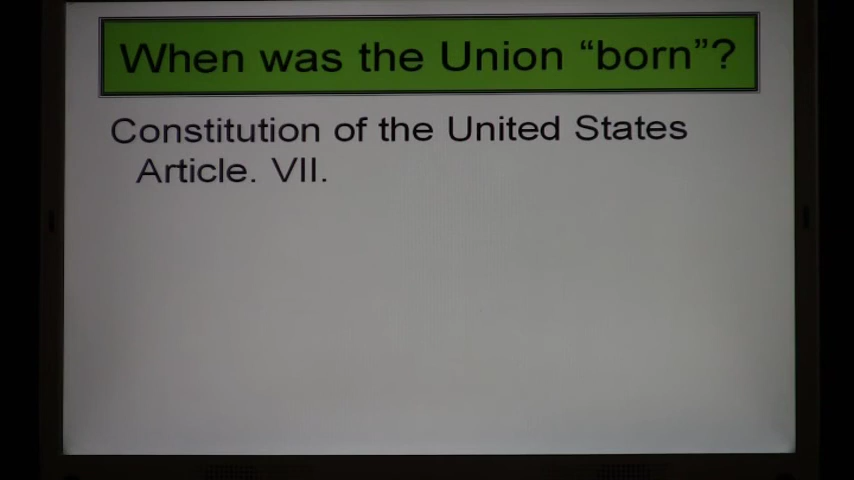 When was the Union “born”?
Constitution of the United States
Article. VII.